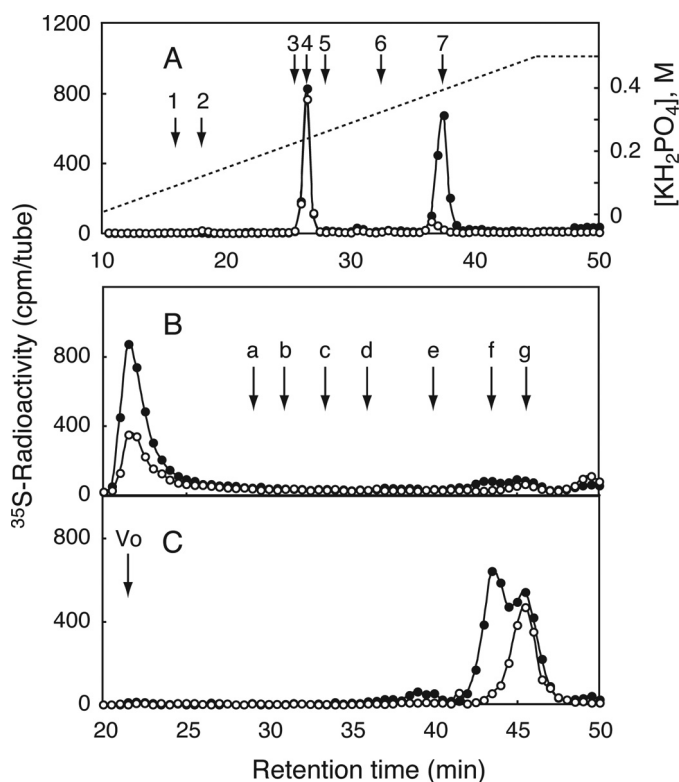 1200
A
3 4 5 6 7
800
1 2
400
0
0.4
0.2
0
[KH2PO4], M
10 20 30 40 50
B
800
a b c d e f g
400
0
35S-Radioactivity (cpm/tube)
Vo
C
800
400
0
20 25 30 35 40 45 50
Retention time (min)